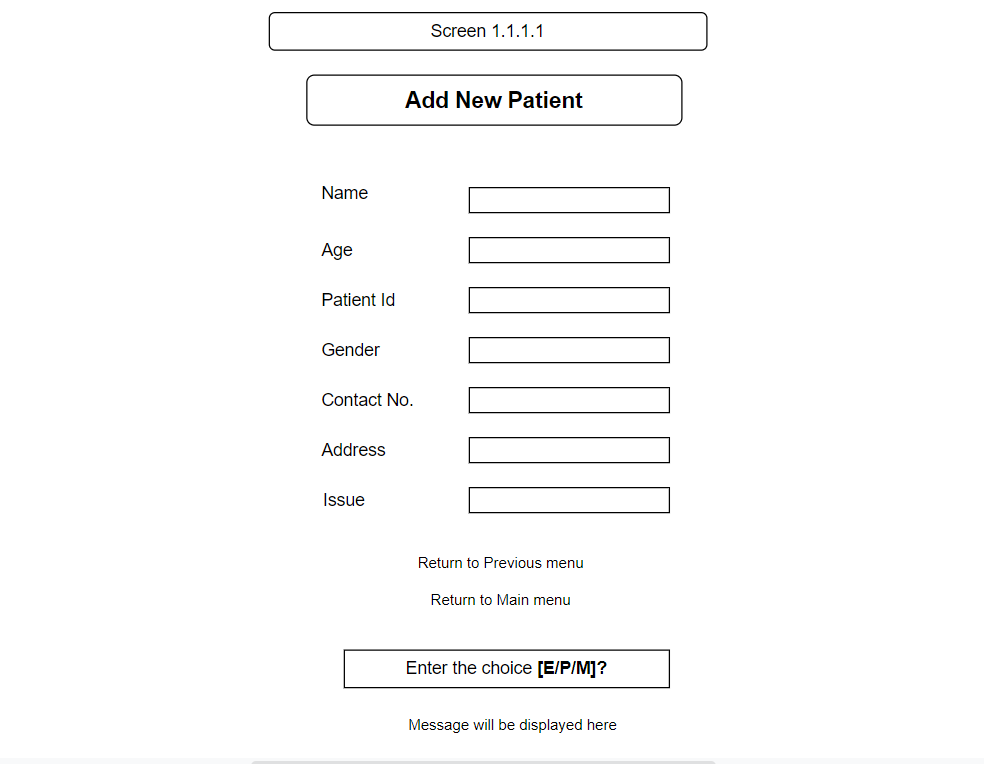 Screen 1.1.1.1
Add New Patient
Name
Age
Patient Id
Gender
Contact No.
Address
Issue
Return to Previous menu
Return to Main menu
Enter the choice [E/P/M]?
Message will be displayed here